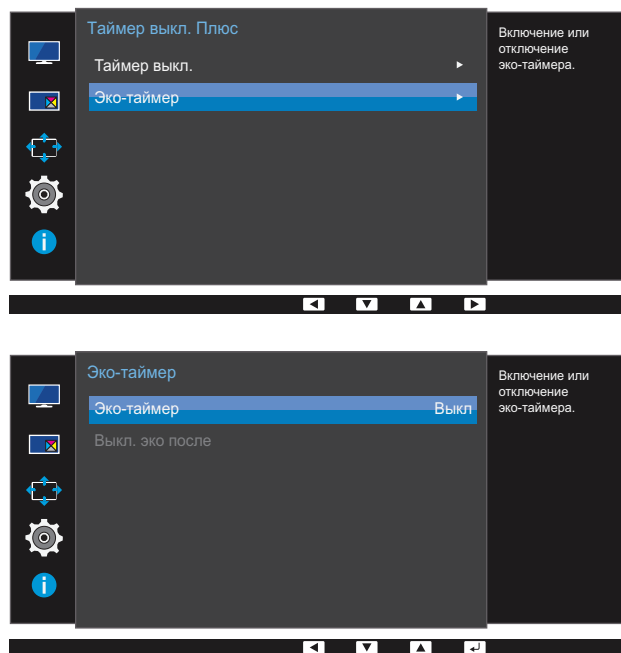 Таймер выкл. Плюс
Таймер выкл.
Эко-таймер
Включение или
отключение
эко-таймера.
Эко-таймер
Эко-таймер Выкл
Выкл. эко после
Включение или
отключение
эко-таймера.